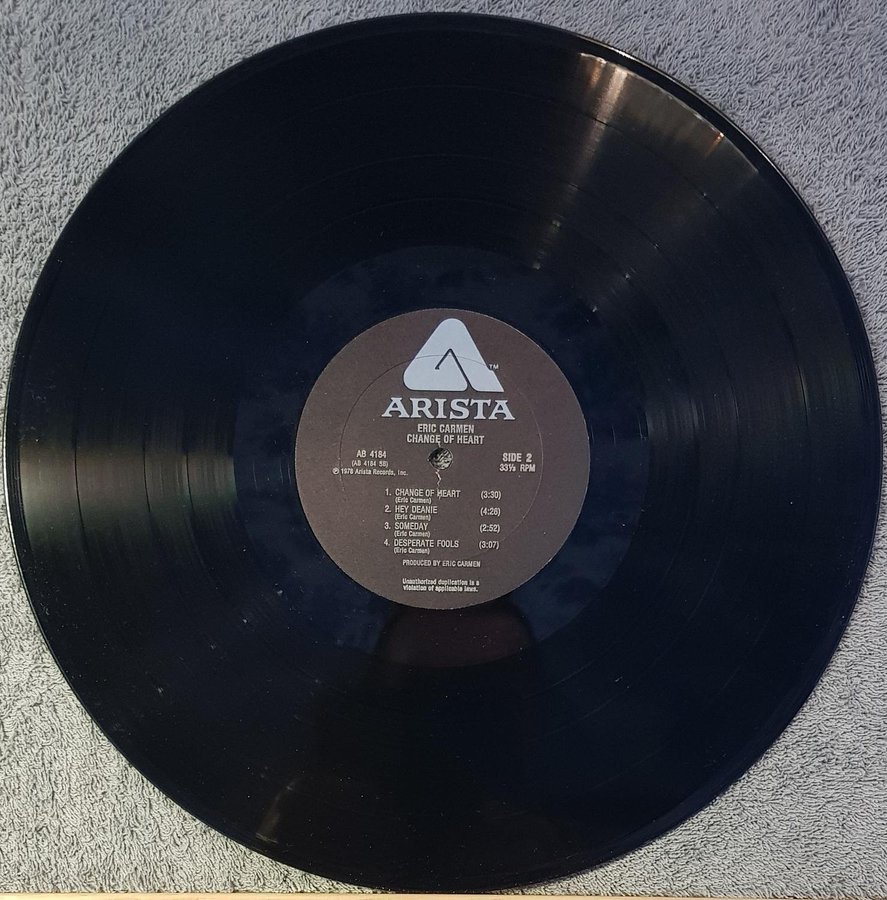 TM
ARISTA
ERIC CARMEN
CHANGE OF HEART
AB 4184
(AB 4184 SB)
℗ 1978 Arista Records, Inc.
SIDE 2
33⅓ RPM
1. CHANGE OF HEART (3:30)
(Eric Carmen)
2. HEY DEANIE (4:26)
(Eric Carmen)
3. SOMEDAY (2:52)
(Eric Carmen)
4. DESPERATE FOOLS (3:07)
(Eric Carmen)
PRODUCED BY ERIC CARMEN
Unauthorized duplication is a
violation of applicable laws.